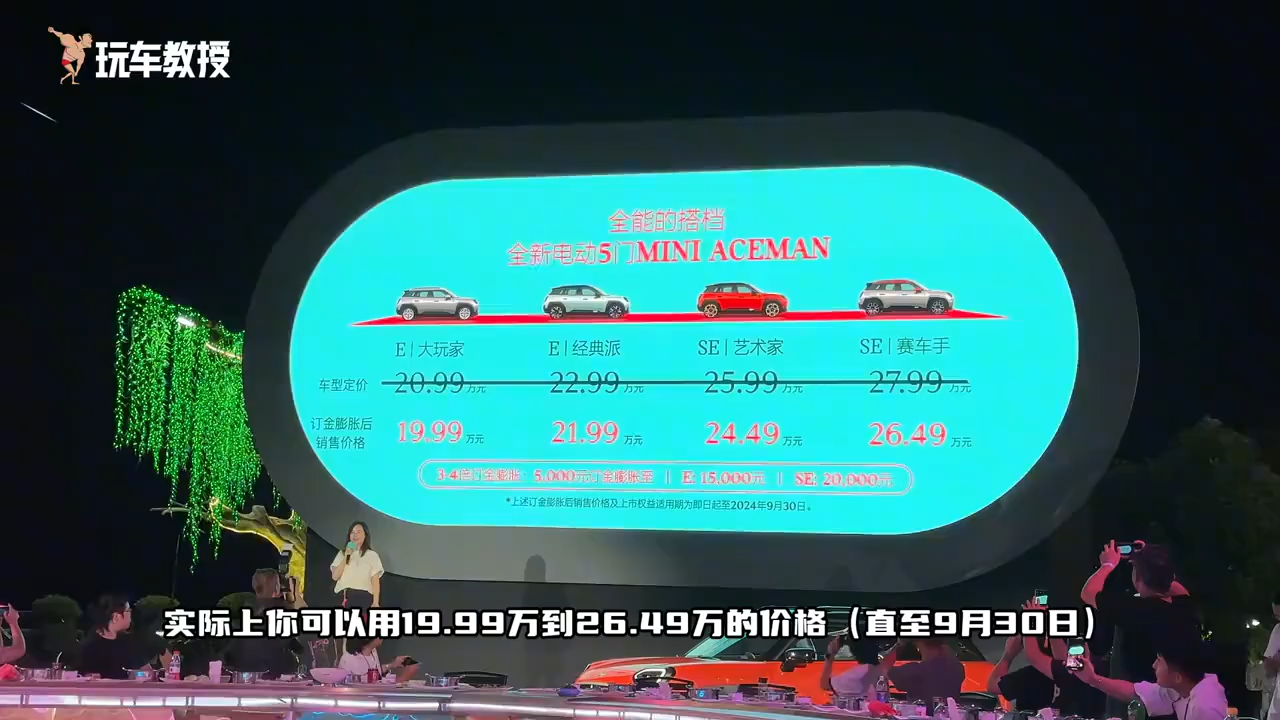 玩车教授
全能的搭档
全新电动5门MINI ACEMAN
E|大玩家 E|经典派 SE|艺术家 SE|赛车手
车型定价 20.99万元 22.99万元 25.99万元 27.99万元
订金膨胀后
销售价格 19.99万元 21.99万元 24.49万元 26.49万元
3-4倍订金膨胀：5,000元订金膨胀至 | E: 15,000元 | SE: 20,000元
*上述订金膨胀后销售价格及上市权益适用期为即日起至2024年9月30日。
实际上你可以用19.99万到26.49万的价格（直至9月30日）